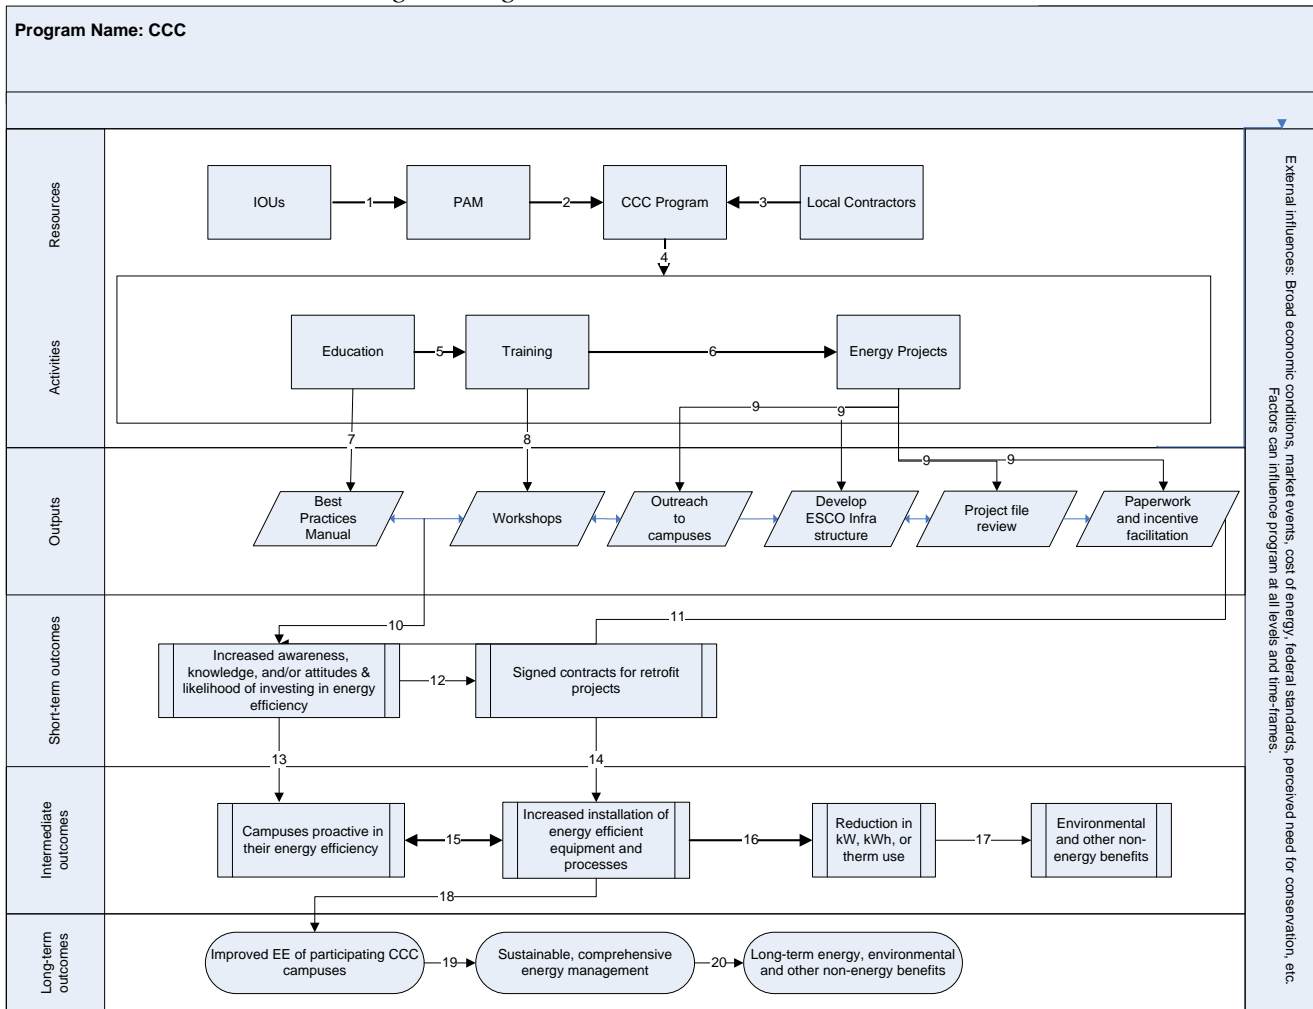 Program Name: CCC
Resources
IOUs
1
PAM
2
CCC Program
3
Local Contractors
4
Activities
Education
5
Training
6
Energy Projects
7
8
9
9
9
9
Outputs
Best
Practices
Manual
Workshops
Outreach
to
campuses
Develop
ESCO Infra
structure
Project file
review
Paperwork
and incentive
facilitation
10
11
Short-term outcomes
Increased awareness,
knowledge, and/or attitudes &
likelihood of investing in energy
efficiency
12
Signed contracts for retrofit
projects
13
14
Intermediate
outcomes
Campuses proactive in
their energy efficiency
15
Increased installation of
energy efficient
equipment and
processes
16
Reduction in
kW, kWh, or
therm use
17
Environmental
and other non-
energy benefits
18
Long-term
outcomes
Improved EE of participating CCC
campuses
19
Sustainable, comprehensive
energy management
20
Long-term energy, environmental
and other non-energy benefits
External influences: Broad economic conditions, market events, cost of energy, federal standards, perceived need for conservation, etc.
Factors can influence program at all levels and time-frames.